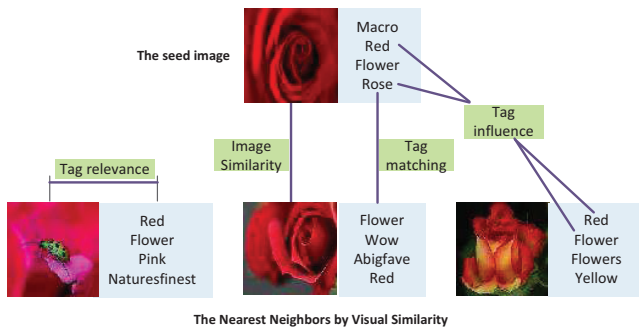 The seed image
Macro
Red
Flower
Rose
Tag
influence
Image
Similarity
Tag
matching
Tag relevance
Red
Flower
Pink
Naturesfinest
Flower
Wow
Abigfave
Red
Red
Flower
Flowers
Yellow
The Nearest Neighbors by Visual Similarity